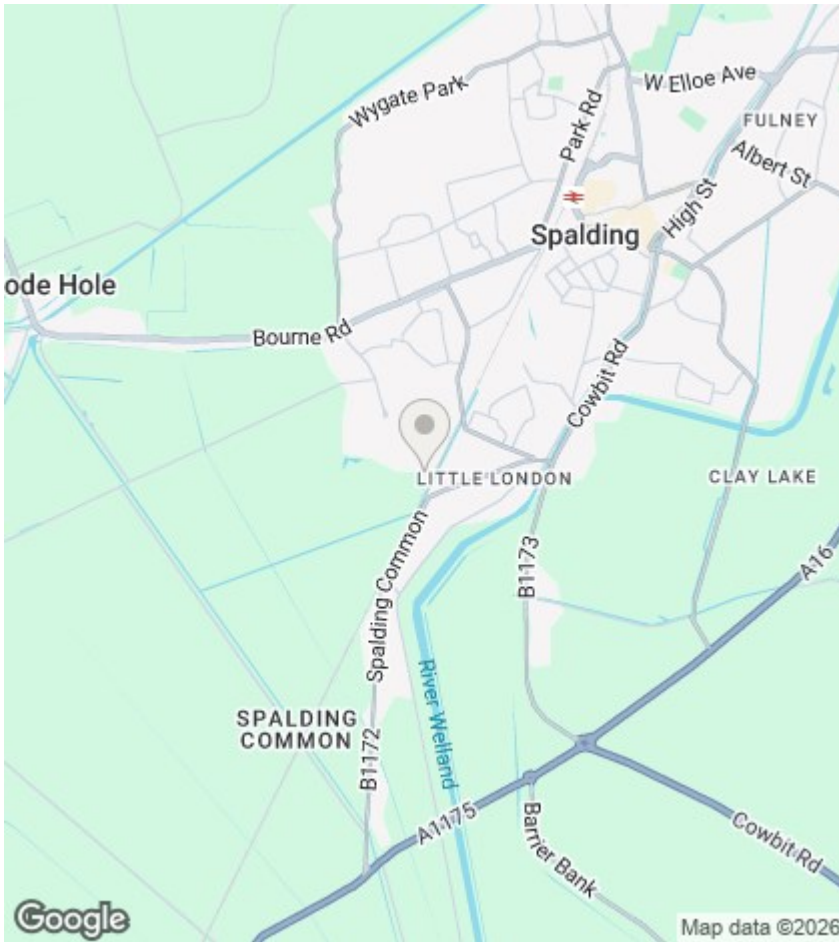 Wygate Park
W Elloe Ave
Park Rd
FULNEY
Albert St
High St
Spalding
ode Hole
Bourne Rd
Cowbit Rd
LITTLE LONDON
CLAY LAKE
Spalding Common
B1173
A16
River Welland
SPALDING
COMMON
B1172
A1175
Barrier Bank
Cowbit Rd
Google
Map data ©2026